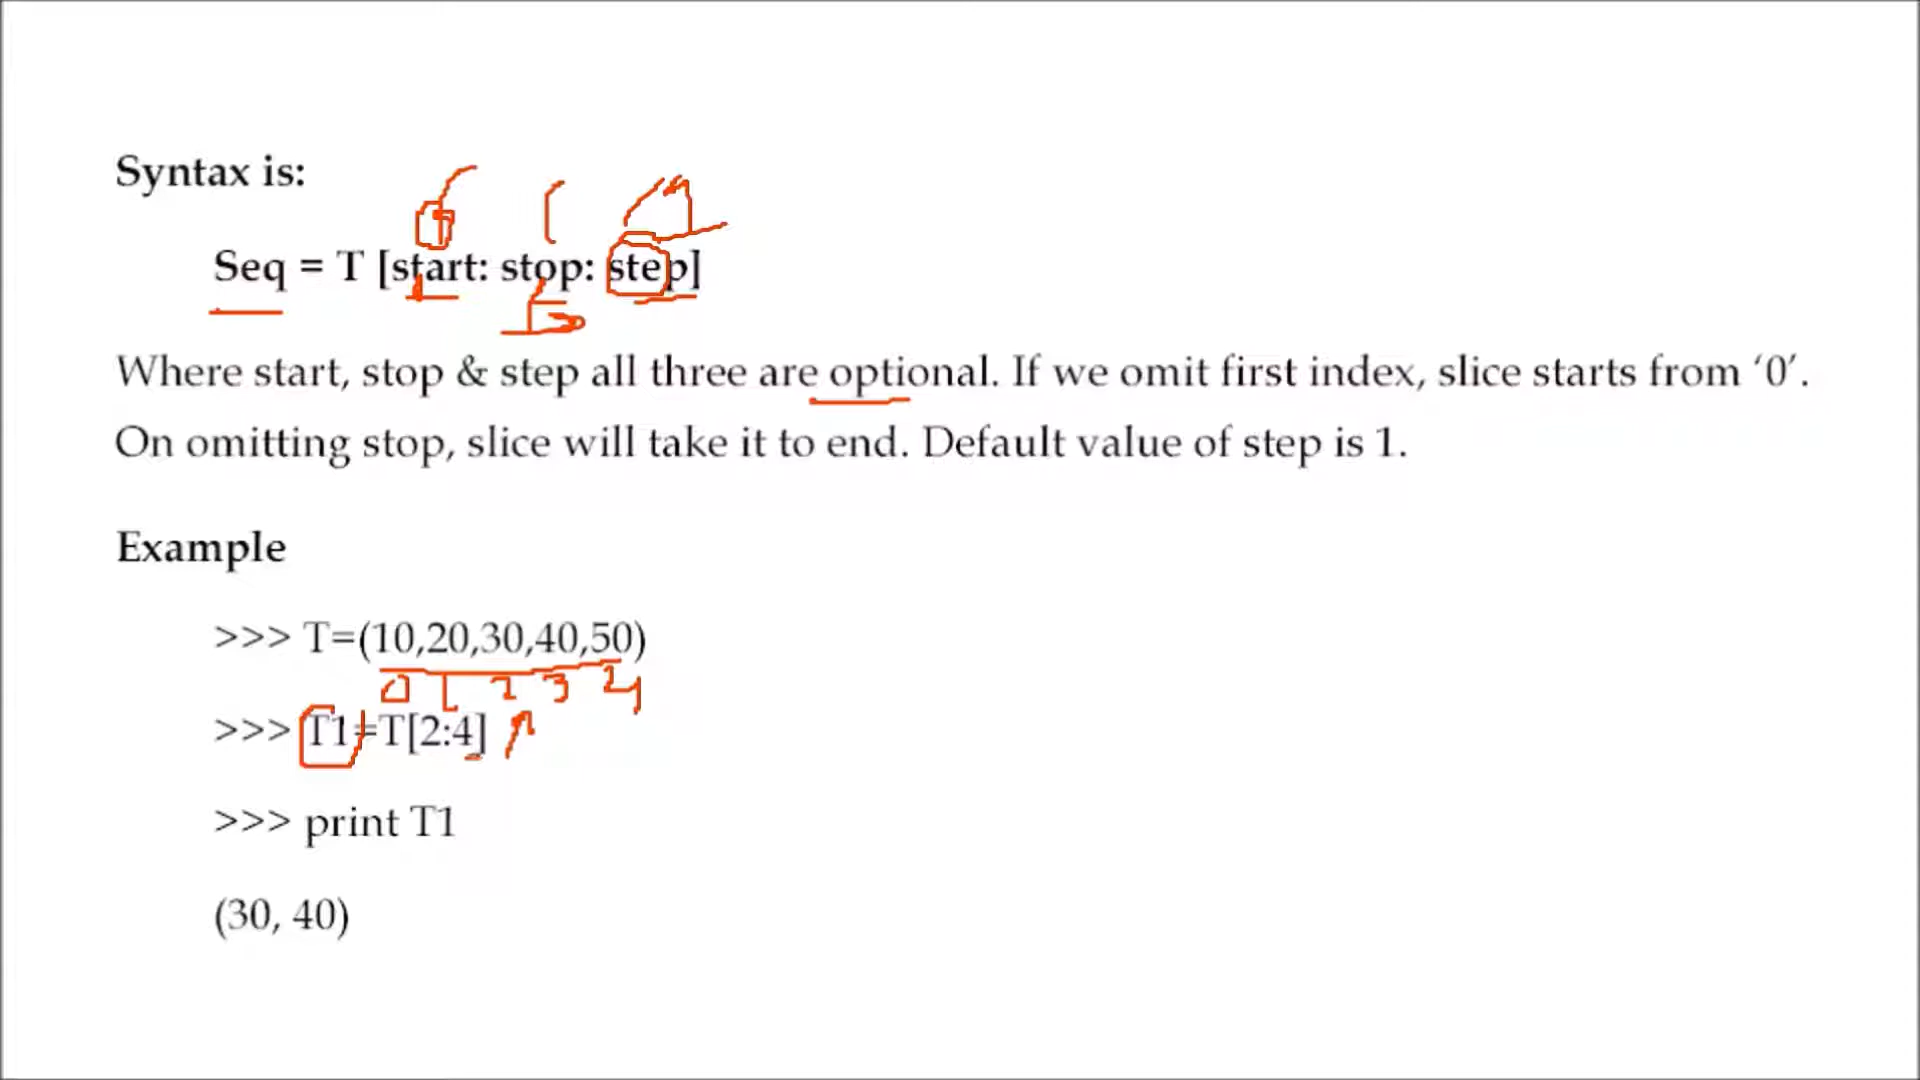 Syntax is:
Seq = T [start: stop: step]
Where start, stop & step all three are optional. If we omit first index, slice starts from ‘0’.
On omitting stop, slice will take it to end. Default value of step is 1.
Example
>>> T=(10,20,30,40,50)
0 1 2 3 4
>>> T1=T[2:4]
>>> print T1
(30, 40)